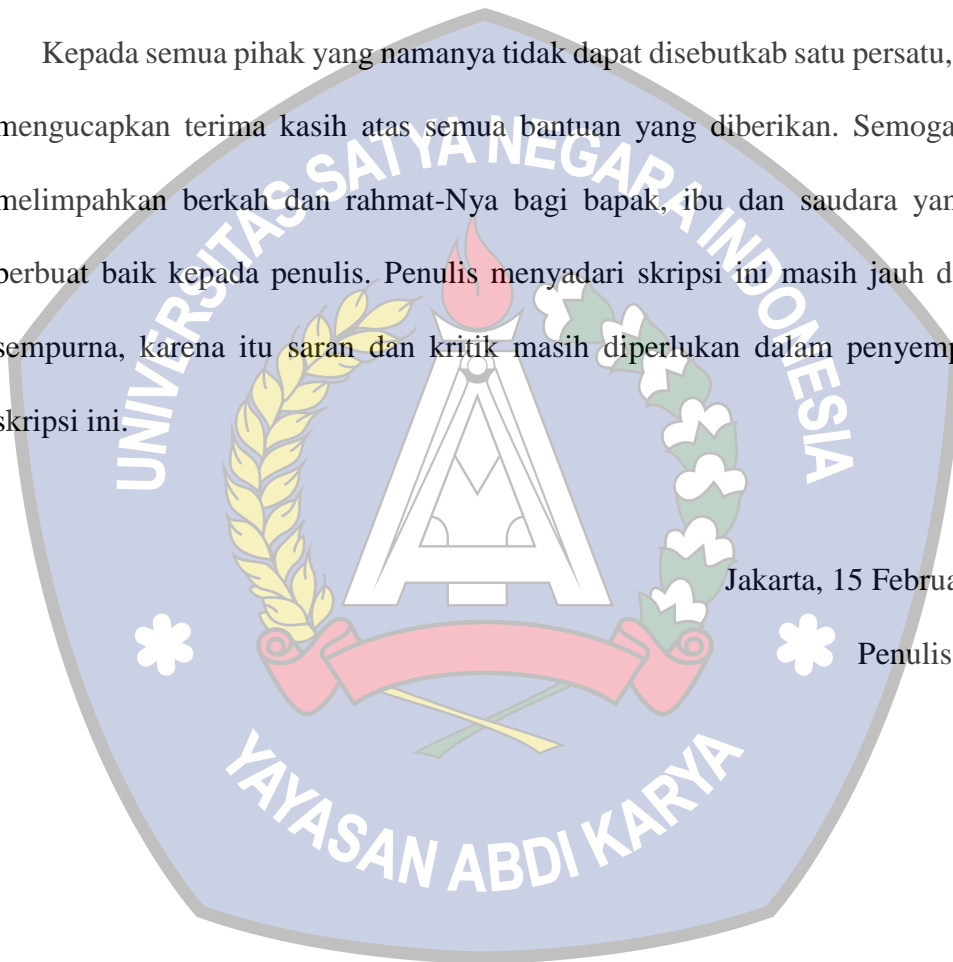 Kepada semua pihak yang namanya tidak dapat disebutkab satu persatu,
mengucapkan terima kasih atas semua bantuan yang diberikan. Semoga
melimpahkan berkah dan rahmat-Nya bagi bapak, ibu dan saudara yan
berbuat baik kepada penulis. Penulis menyadari skripsi ini masih jauh d
sempurna, karena itu saran dan kritik masih diperlukan dalam penyemp
skripsi ini.
Jakarta, 15 Februa
Penulis
UNIVERSITAS SATYA NEGARA INDONESIA
YAYASAN ABDI KARYA